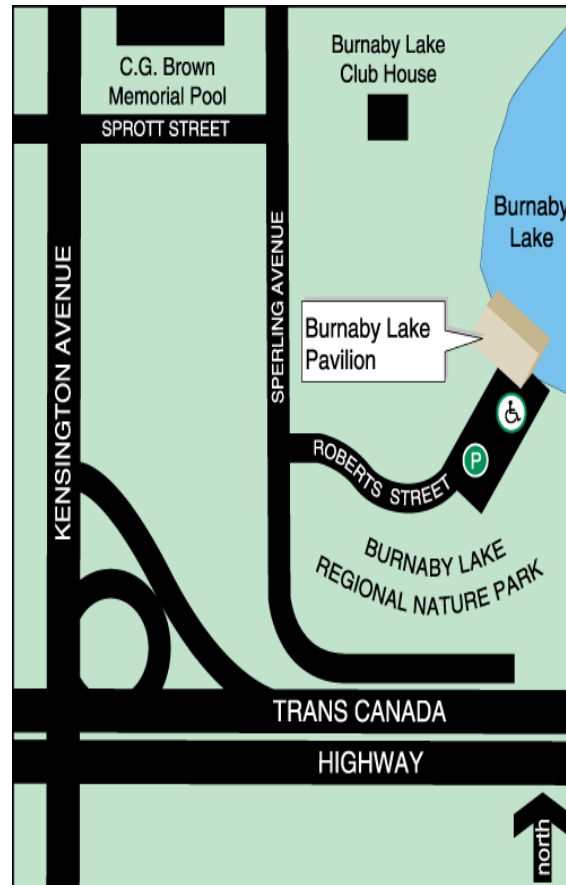 C.G. Brown
Memorial Pool
Burnaby Lake
Club House
SPROTT STREET
Burnaby
Lake
KENSINGTON AVENUE
SPERLING AVENUE
Burnaby Lake
Pavilion
P
ROBERTS STREET
BURNABY LAKE
REGIONAL NATURE PARK
TRANS CANADA
HIGHWAY
north